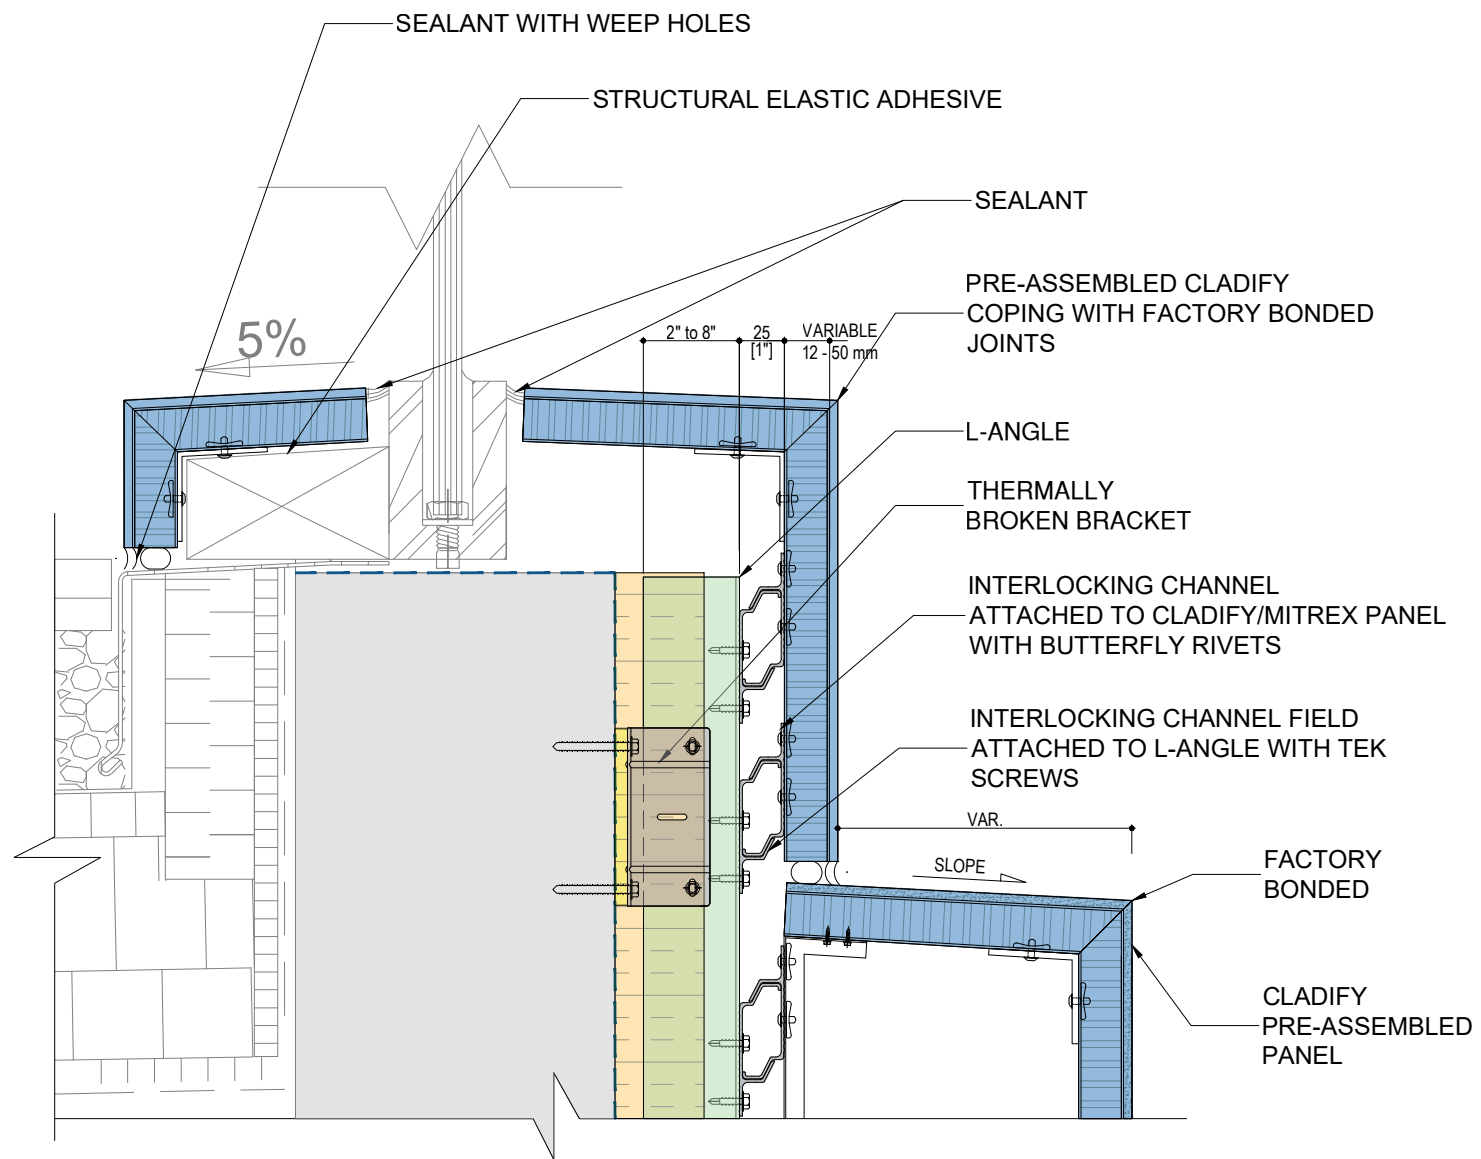 SEALANT WITH WEEP HOLES
STRUCTURAL ELASTIC ADHESIVE
SEALANT
PRE-ASSEMBLED CLADIFY
COPING WITH FACTORY BONDED
JOINTS
5%
2" to 8"
25
[1"]
VARIABLE
12 - 50 mm
L-ANGLE
THERMALLY
BROKEN BRACKET
INTERLOCKING CHANNEL
ATTACHED TO CLADIFY/MITREX PANEL
WITH BUTTERFLY RIVETS
INTERLOCKING CHANNEL FIELD
ATTACHED TO L-ANGLE WITH TEK
SCREWS
VAR.
SLOPE
FACTORY
BONDED
CLADIFY
PRE-ASSEMBLED
PANEL